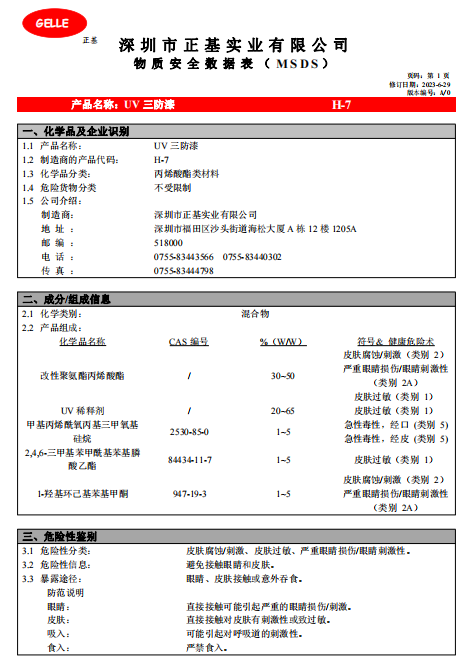 GELLE
正基
深圳市正基实业有限公司
物质安全数据表（MSDS）
页码：第 1 页
修订日期：2023-6-29
版本编号：A/0
产品名称：UV 三防漆 H-7
一、化学品及企业识别
1.1 产品名称： UV 三防漆
1.2 制造商的产品代码： H-7
1.3 化学品分类： 丙烯酸酯类材料
1.4 危险货物分类 不受限制
1.5 公司介绍：
制造商： 深圳市正基实业有限公司
地 址 ： 深圳市福田区沙头街道海松大厦 A 栋 12 楼 1205A
邮 编 ： 518000
电 话 ： 0755-83443566 0755-83440302
传 真 ： 0755-83444798
二、成分/组成信息
2.1 化学类别： 混合物
2.2 产品组成：
化学品名称 CAS 编号 %（W/W） 符号& 健康危险术
改性聚氨酯丙烯酸酯 / 30~50 皮肤腐蚀/刺激（类别 2）
严重眼睛损伤/眼睛刺激性
（类别 2A）
皮肤过敏（类别 1）
UV 稀释剂 / 20~65 皮肤过敏（类别 1）
甲基丙烯酰氧丙基三甲氧基
硅烷 2530-85-0 1~5 急性毒性，经口 (类别 5)
急性毒性，经皮 (类别 5)
2,4,6-三甲基苯甲酰基苯基膦
酸乙酯 84434-11-7 1~5 皮肤过敏（类别 1）
1-羟基环己基苯基甲酮 947-19-3 1~5 皮肤腐蚀/刺激（类别 2）
严重眼睛损伤/眼睛刺激性
（类别 2A）
三、危险性鉴别
3.1 危险性分类： 皮肤腐蚀/刺激、皮肤过敏、严重眼睛损伤/眼睛刺激性。
3.2 危险性信息： 避免接触眼睛和皮肤。
3.3 暴露途径： 眼睛、皮肤接触或意外吞食。
防范说明
眼睛： 直接接触可能引起严重的眼睛损伤/刺激。
皮肤： 直接接触对皮肤有刺激性或致过敏。
吸入： 可能引起对呼吸道的刺激性。
食入： 严禁食入。